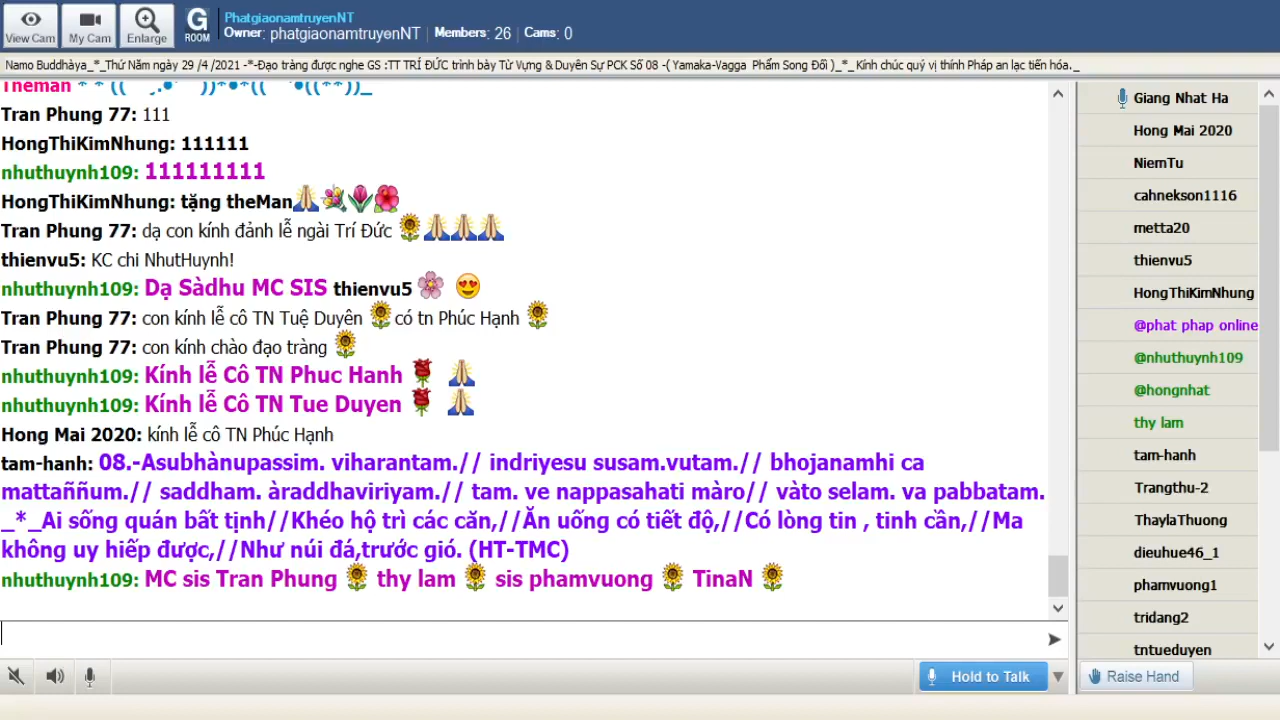 View Cam
My Cam
Enlarge
G
ROOM
PhatgiaonamtruyenNT
Owner: phatgiaonamtruyenNT | Members: 26 | Cams: 0
Namo Buddhàya_*_Thứ Năm ngày 29 /4 /2021 -*-Đạo tràng được nghe GS :TT TRÍ ĐỨC trình bày Từ Vựng & Duyên Sự PCK Số 08 -( Yamaka-Vagga Phẩm Song Đối )_*_ Kính chúc quý vị thính Pháp an lạc tiến hóa._
Theman
Tran Phung 77: 111
HongThiKimNhung: 111111
nhuthuynh109: 111111111
HongThiKimNhung: tặng theMan
Tran Phung 77: dạ con kính đảnh lễ ngài Trí Đức
thienvu5: KC chi NhutHuynh!
nhuthuynh109: Dạ Sàdhu MC SIS thienvu5
Tran Phung 77: con kính lễ cô TN Tuệ Duyên có tn Phúc Hạnh
Tran Phung 77: con kính chào đạo tràng
nhuthuynh109: Kính lễ Cô TN Phuc Hanh
nhuthuynh109: Kính lễ Cô TN Tue Duyen
Hong Mai 2020: kính lễ cô TN Phúc Hạnh
tam-hanh: 08.-Asubhànupassim. viharantam.// indriyesu susam.vutam.// bhojanamhi ca
mattaññum.// saddham. àraddhaviriyam.// tam. ve nappasahati màro// vàto selam. va pabbatam.
_*_Ai sống quán bất tịnh//Khéo hộ trì các căn,//Ăn uống có tiết độ,//Có lòng tin , tinh cần,//Ma
không uy hiếp được,//Như núi đá,trước gió. (HT-TMC)
nhuthuynh109: MC sis Tran Phung thy lam sis phamvuong TinaN
Hold to Talk
Giang Nhat Ha
Hong Mai 2020
NiemTu
cahnekson1116
metta20
thienvu5
HongThiKimNhung
@phat phap online
@nhuthuynh109
@hongnhat
thy lam
tam-hanh
Trangthu-2
ThaylaThuong
dieuhue46_1
phamvuong1
tridang2
tntueduyen
Raise Hand